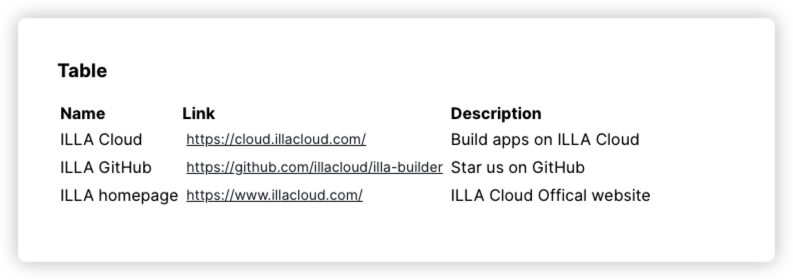 Table
Name Link Description
ILLA Cloud https://cloud.illacloud.com/ Build apps on ILLA Cloud
ILLA GitHub https://github.com/illacloud/illa-builder Star us on GitHub
ILLA homepage https://www.illacloud.com/ ILLA Cloud Offical website